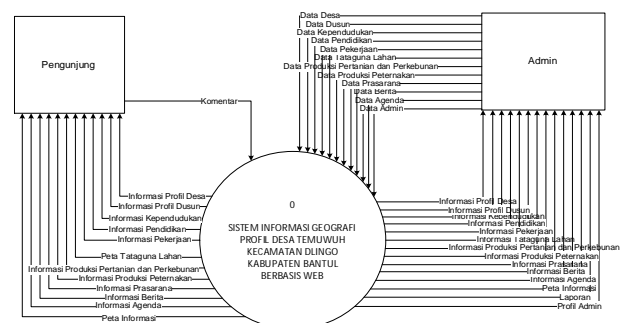 Pengunjung
Komentar
Data Desa
Data Dusun
Data Kependudukan
Data Pendidikan
Data Pekerjaan
Data Tataguna Lahan
Data Produksi Pertanian dan Perkebunan
Data Produksi Peternakan
Data Prasarana
Data Berita
Data Agenda
Data Admin
Admin
0
SISTEM INFORMASI GEOGRAFI
PROFIL DESA TEMUWUH
KECAMATAN DLINGO
KABUPATEN BANTUL
BERBASIS WEB
Informasi Profil Desa
Informasi Profil Dusun
Informasi Kependudukan
Informasi Pendidikan
Informasi Pekerjaan
Peta Tataguna Lahan
Informasi Produksi Pertanian dan Perkebunan
Informasi Produksi Peternakan
Informasi Prasarana
Informasi Berita
Informasi Agenda
Peta Informasi
Informasi Profil Desa
Informasi Profil Dusun
Informasi Kependudukan
Informasi Pendidikan
Informasi Pekerjaan
Informasi Tataguna Lahan
Informasi Produksi Pertanian dan Perkebunan
Informasi Produksi Peternakan
Informasi Prasarana
Informasi Berita
Informasi Agenda
Peta Informasi
Laporan
Profil Admin